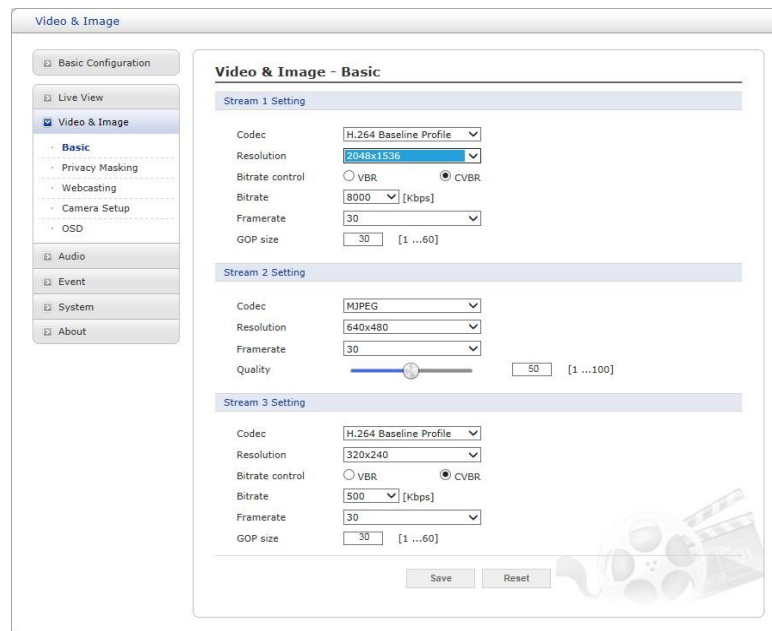 Video & Image
Basic Configuration
Live View
Video & Image
Basic
Privacy Masking
Webcasting
Camera Setup
OSD
Audio
Event
System
About
Video & Image - Basic
Stream 1 Setting
Codec H.264 Baseline Profile
Resolution 2048x1536
Bitrate control VBR CVBR
Bitrate 8000 [Kbps]
Framerate 30
GOP size 30 [1 ...60]
Stream 2 Setting
Codec MJPEG
Resolution 640x480
Framerate 30
Quality 50 [1 ...100]
Stream 3 Setting
Codec H.264 Baseline Profile
Resolution 320x240
Bitrate control VBR CVBR
Bitrate 500 [Kbps]
Framerate 30
GOP size 30 [1 ...60]
Save Reset